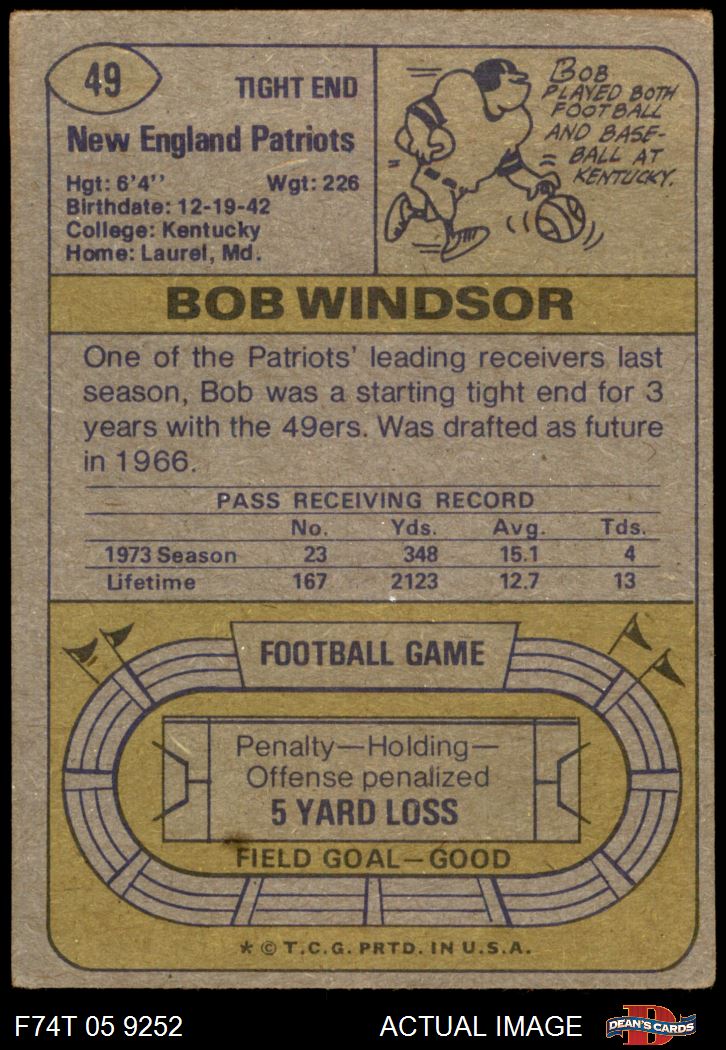 49
TIGHT END
New England Patriots
Hgt: 6'4'' Wgt: 226
Birthdate: 12-19-42
College: Kentucky
Home: Laurel, Md.
BOB
PLAYED BOTH
FOOTBALL
AND BASE-
BALL AT
KENTUCKY.
BOB WINDSOR
One of the Patriots' leading receivers last
season, Bob was a starting tight end for 3
years with the 49ers. Was drafted as future
in 1966.
PASS RECEIVING RECORD
No. Yds. Avg. Tds.
1973 Season 23 348 15.1 4
Lifetime 167 2123 12.7 13
FOOTBALL GAME
Penalty—Holding—
Offense penalized
5 YARD LOSS
FIELD GOAL—GOOD
* © T.C.G. PRTD. IN U.S.A.
F74T 05 9252 ACTUAL IMAGE D DEAN'S CARDS